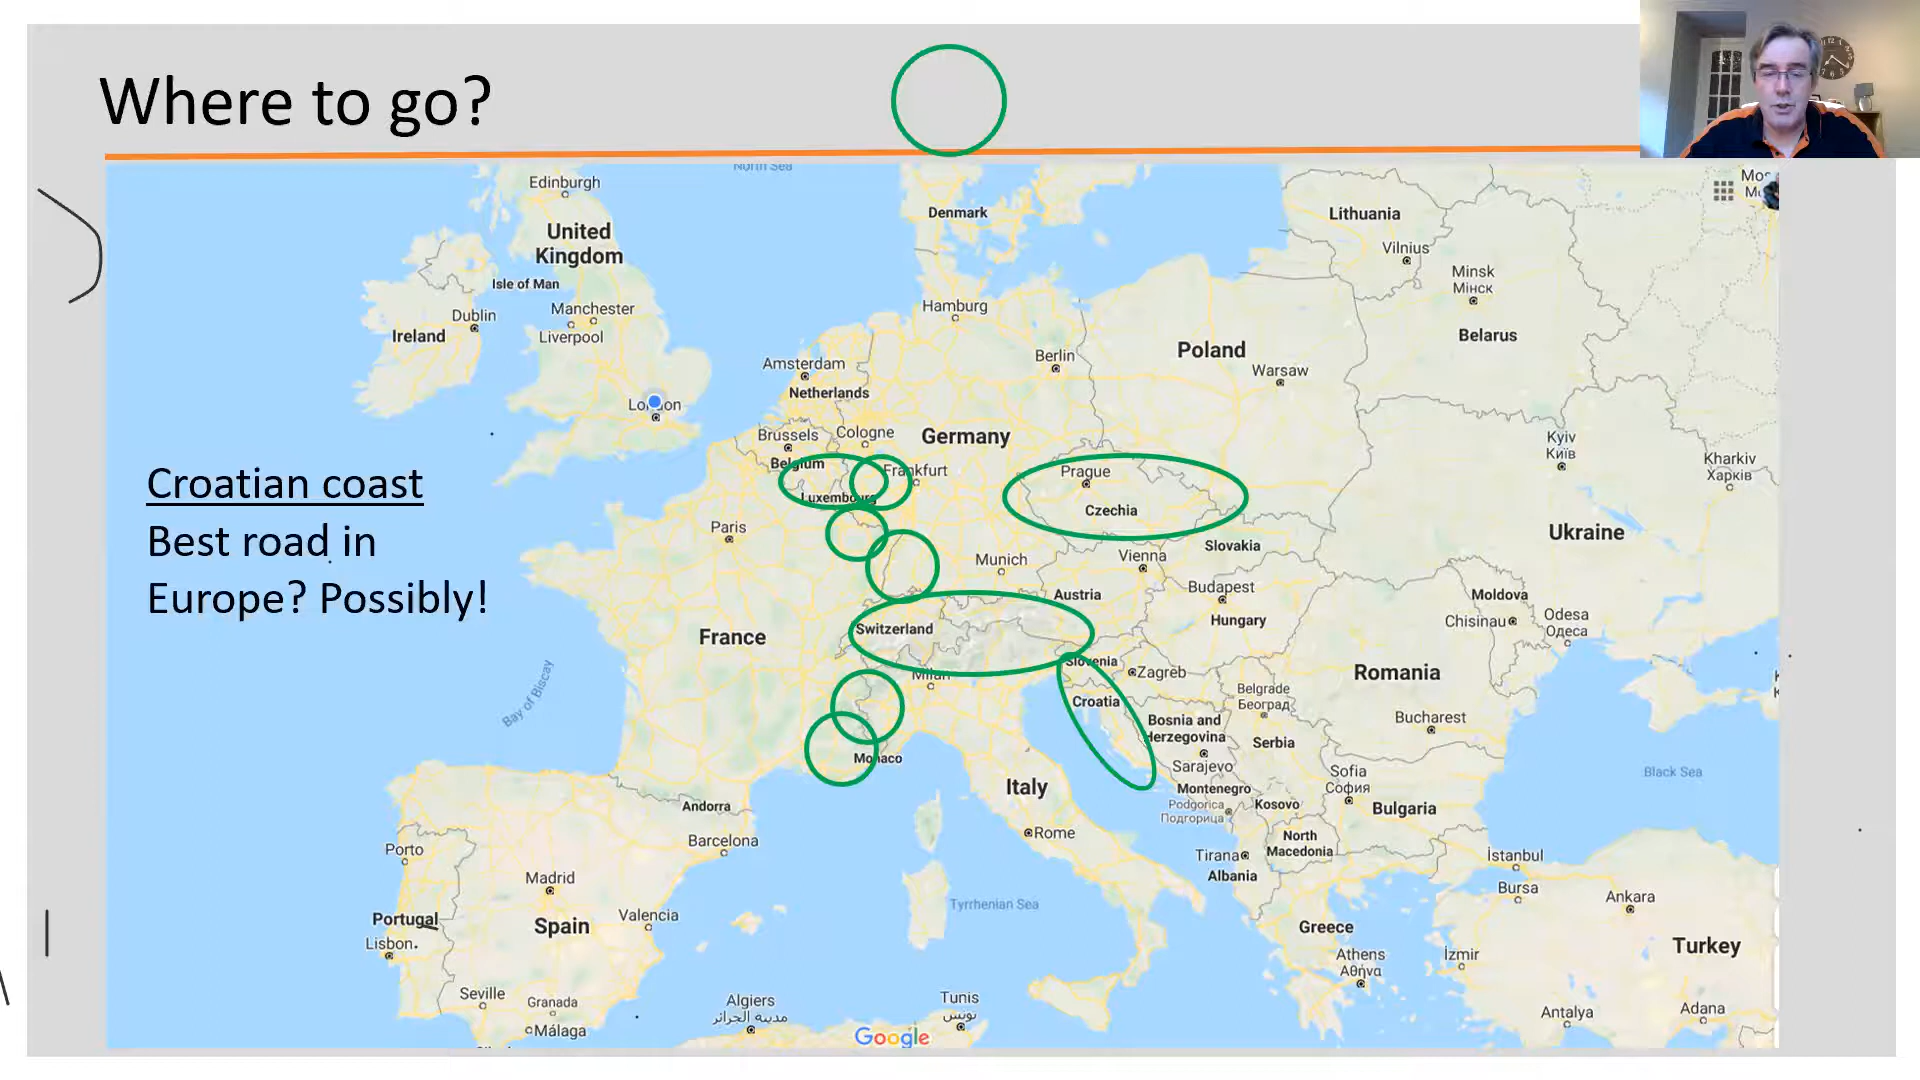 Where to go?
North Sea
Edinburgh
Denmark
Lithuania
United
Kingdom
Vilnius
Isle of Man
Minsk
Мінск
Dublin
Manchester
Hamburg
Ireland
Liverpool
Belarus
Amsterdam
Berlin
Poland
Warsaw
Netherlands
London
Brussels
Cologne
Germany
Kyiv
Київ
Kharkiv
Харків
Belgium
Frankfurt
Prague
Croatian coast
Luxembourg
Czechia
Paris
Ukraine
Best road in
Munich
Vienna
Slovakia
Europe? Possibly!
Austria
Budapest
Moldova
Chisinau
Odesa
Одеса
Hungary
France
Switzerland
Slovenia
Zagreb
Romania
Milan
Bay of Biscay
Croatia
Belgrade
Београд
Bucharest
Bosnia and
Herzegovina
Serbia
Monaco
Sarajevo
Sofia
София
Black Sea
Italy
Montenegro
Andorra
Podgorica
Подгорица
Kosovo
Bulgaria
Barcelona
Rome
North
Macedonia
Porto
Tirana
İstanbul
Madrid
Albania
Bursa
Ankara
Portugal
Spain
Valencia
Tyrrhenian Sea
Greece
Lisbon
Athens
Αθήνα
İzmir
Turkey
Seville
Granada
Algiers
مدينة الجزائر
Tunis
تونس
Antalya
Adana
Málaga
Google